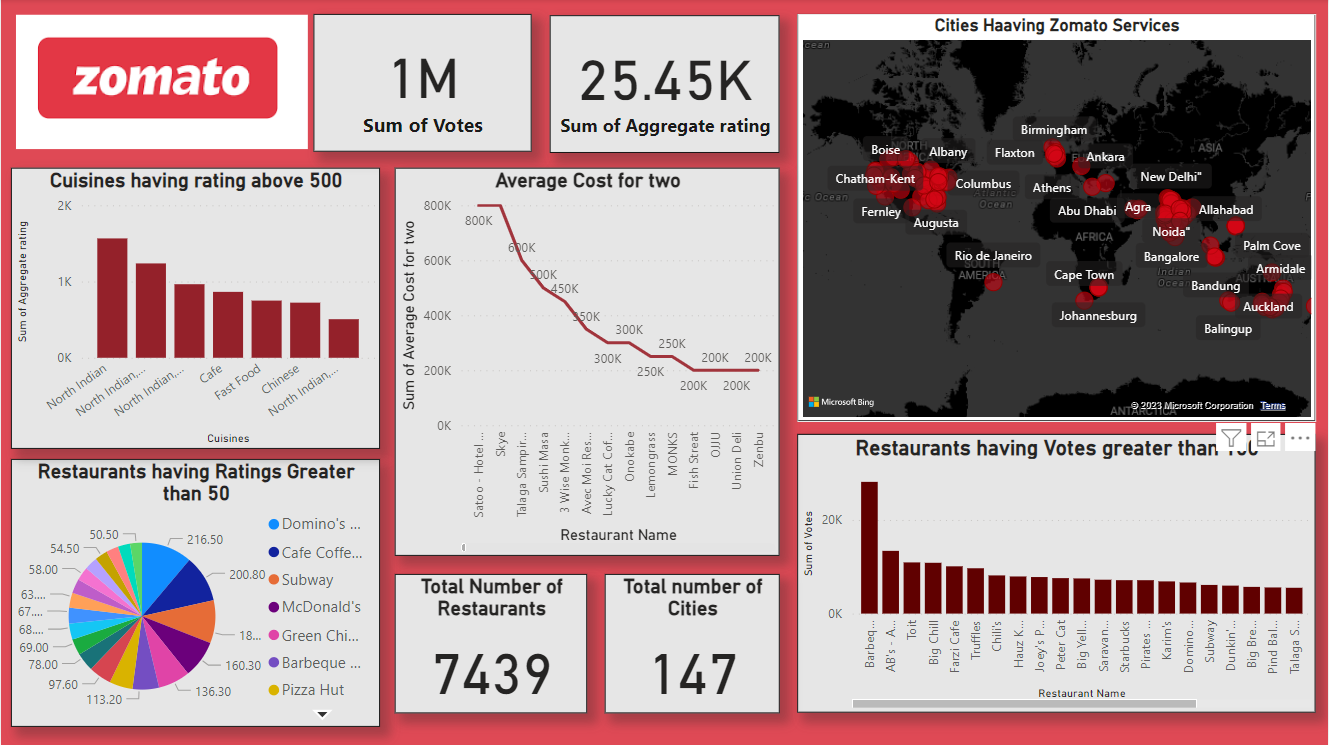 zomato
1M
Sum of Votes
25.45K
Sum of Aggregate rating
Cities Haaving Zomato Services
Birmingham
Boise
Albany
Flaxton
Ankara
ASIA
Chatham-Kent
Columbus
Athens
New Delhi"
Fernley
Augusta
Abu Dhabi
Agra
Allahabad
Noida"
AFRICA
Rio de Janeiro
SOUTH
AMERICA
Cape Town
Bangalore
Indian
Ocean
Palm Cove
Armidale
Bandung
Johannesburg
Auckland
Balingup
Microsoft Bing
© 2023 Microsoft Corporation Terms
Cuisines having rating above 500
Sum of Aggregate rating
2K
1K
0K
North Indian
North Indian,...
North Indian,...
Cafe
Fast Food
Chinese
North Indian,...
Cuisines
Average Cost for two
Sum of Average Cost for two
800K
600K
400K
200K
0K
800K
600K
500K
450K
350K
300K
300K
250K
250K
200K
200K
200K
200K
Satoo - Hotel ...
Skye
Talaga Sampir...
Sushi Masa
3 Wise Monk...
Avec Moi Res...
Lucky Cat Cof...
Onokabe
Lemongrass
MONKS
Fish Streat
OJJU
Union Deli
Zenbu
Restaurant Name
Restaurants having Ratings Greater
than 50
50.50
54.50
58.00
63....
67....
68....
69.00
78.00
97.60
113.20
136.30
160.30
18...
200.80
216.50
Domino's ...
Cafe Coffe...
Subway
McDonald's
Green Chi...
Barbeque ...
Pizza Hut
Total Number of
Restaurants
7439
Total number of
Cities
147
Restaurants having Votes greater than
Sum of Votes
20K
0K
Barbeq...
AB's - A...
Toit
Big Chill
Farzi Cafe
Truffles
Chili's
Hauz K...
Joey's P...
Peter Cat
Big Yell...
Saravan...
Starbucks
Pirates ...
Karim's
Domino...
Subway
Dunkin'...
Big Bre...
Pind Bal...
Talaga S...
Restaurant Name